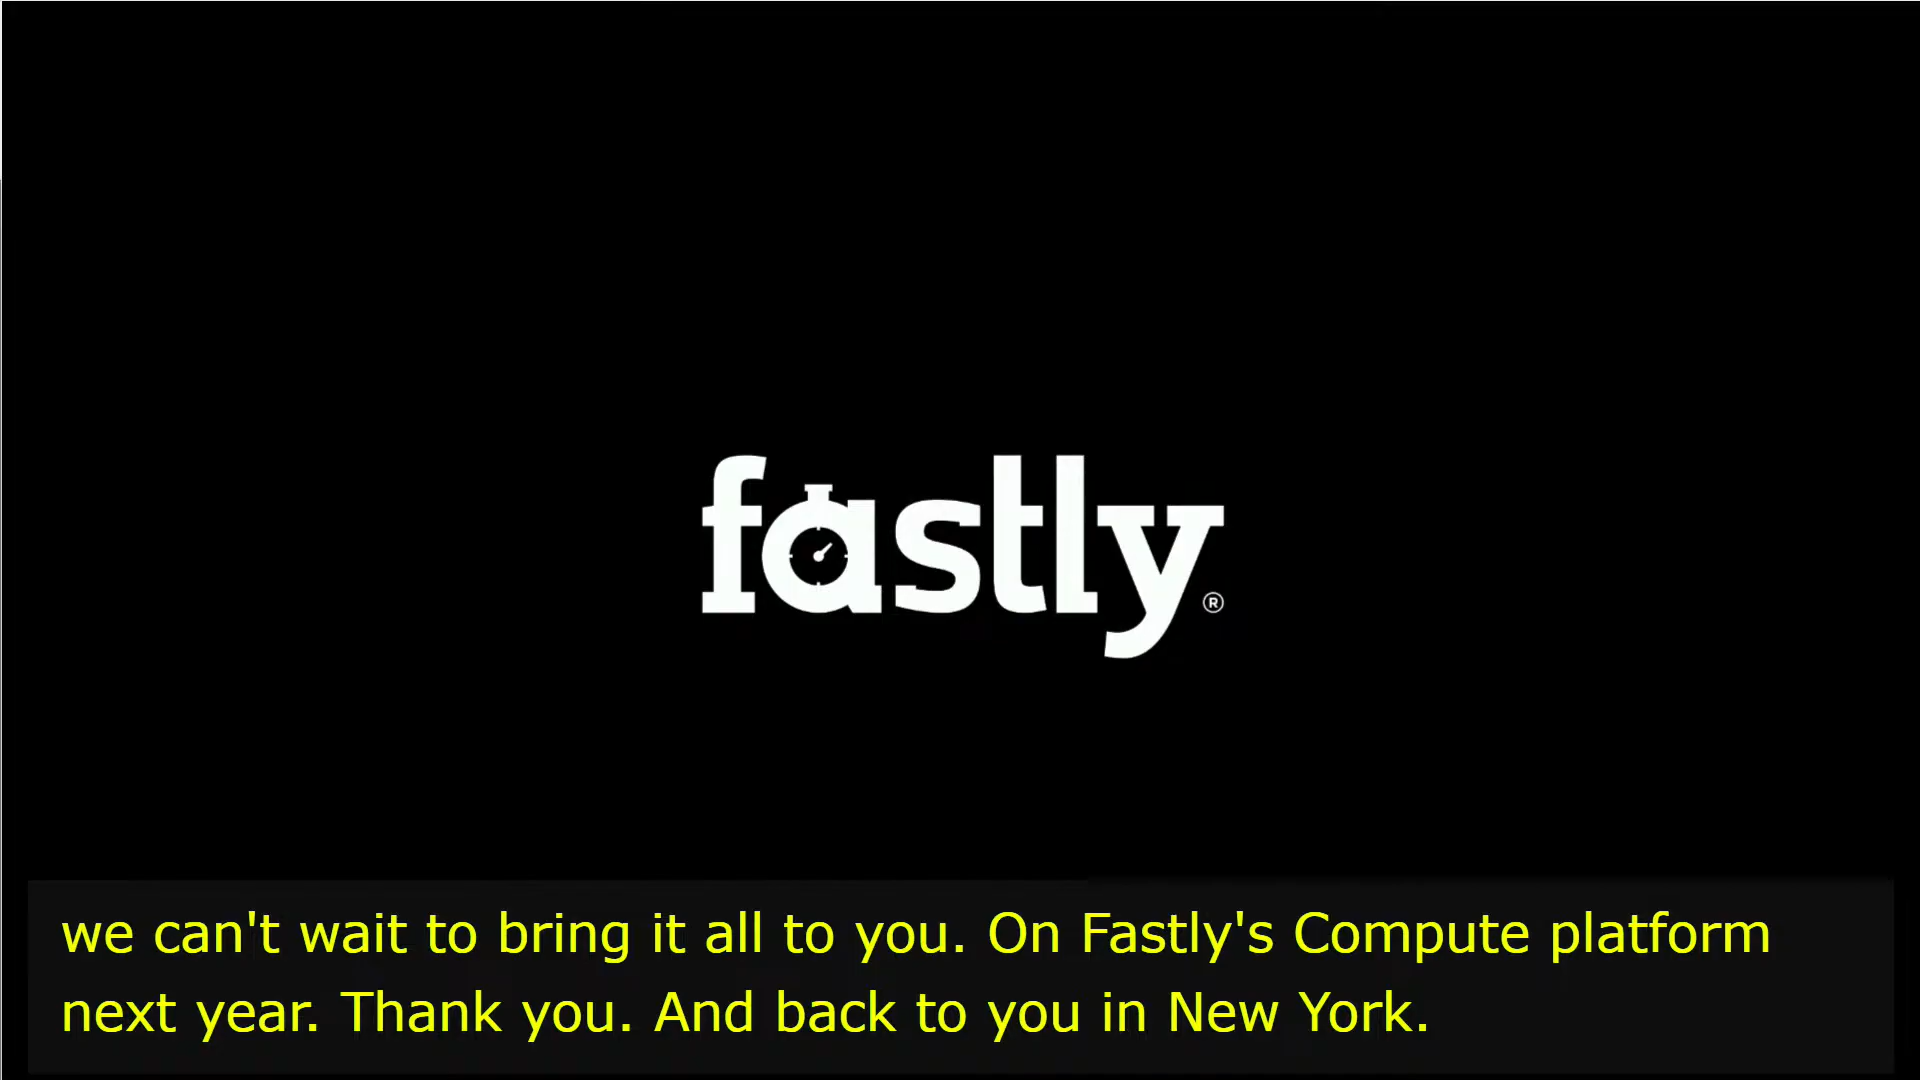 fastly®
we can't wait to bring it all to you. On Fastly's Compute platform
next year. Thank you. And back to you in New York.